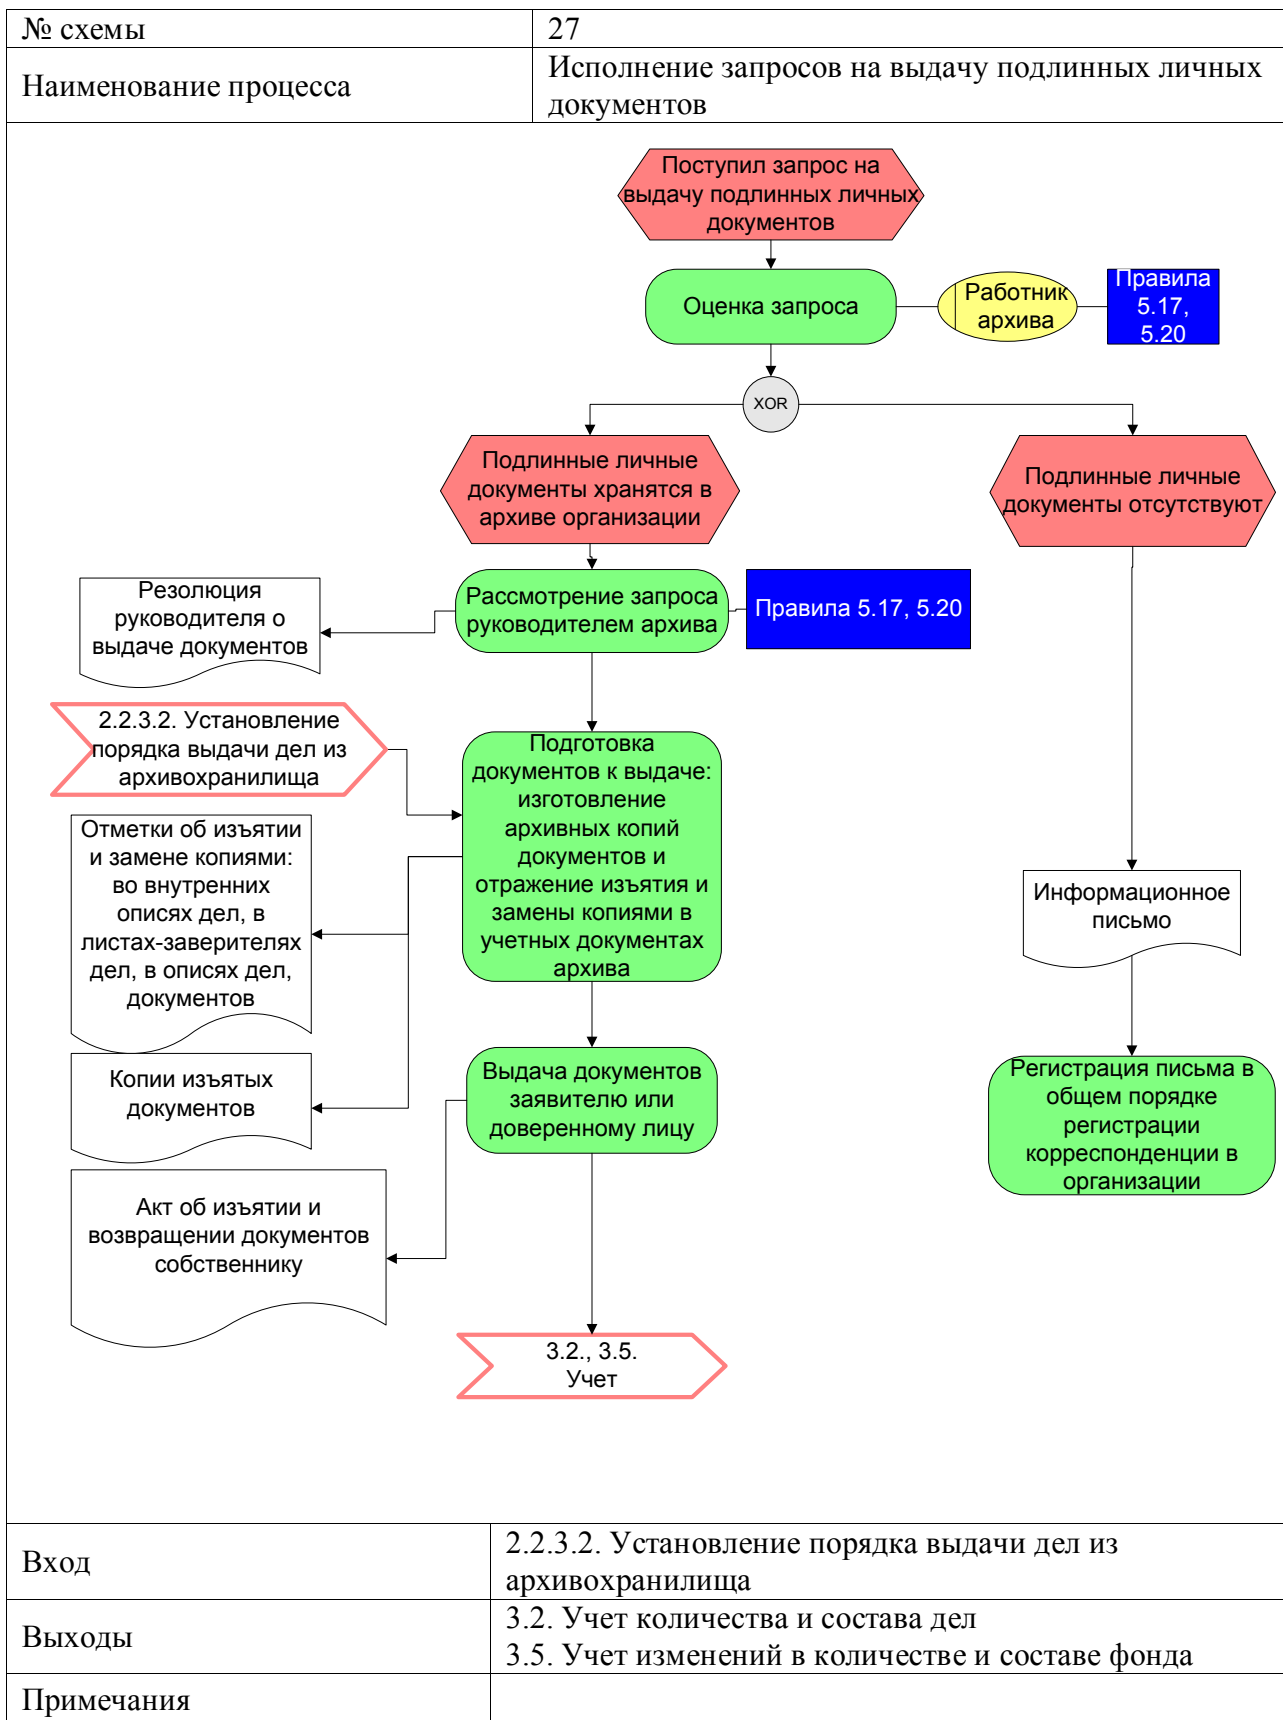 № схемы
27
Наименование процесса
Исполнение запросов на выдачу подлинных личных
документов
Поступил запрос на
выдачу подлинных личных
документов
Оценка запроса
Работник
архива
Правила
5.17,
5.20
XOR
Подлинные личные
документы хранятся в
архиве организации
Подлинные личные
документы отсутствуют
Резолюция
руководителя о
выдаче документов
Рассмотрение запроса
руководителем архива
Правила 5.17, 5.20
2.2.3.2. Установление
порядка выдачи дел из
архивохранилища
Подготовка
документов к выдаче:
изготовление
архивных копий
документов и
отражение изъятия и
замены копиями в
учетных документах
архива
Отметки об изъятии
и замене копиями:
во внутренних
описях дел, в
листах-заверителях
дел, в описях дел,
документов
Информационное
письмо
Копии изъятых
документов
Выдача документов
заявителю или
доверенному лицу
Регистрация письма в
общем порядке
регистрации
корреспонденции в
организации
Акт об изъятии и
возвращении документов
собственнику
3.2., 3.5.
Учет
Вход
2.2.3.2. Установление порядка выдачи дел из
архивохранилища
Выходы
3.2. Учет количества и состава дел
3.5. Учет изменений в количестве и составе фонда
Примечания